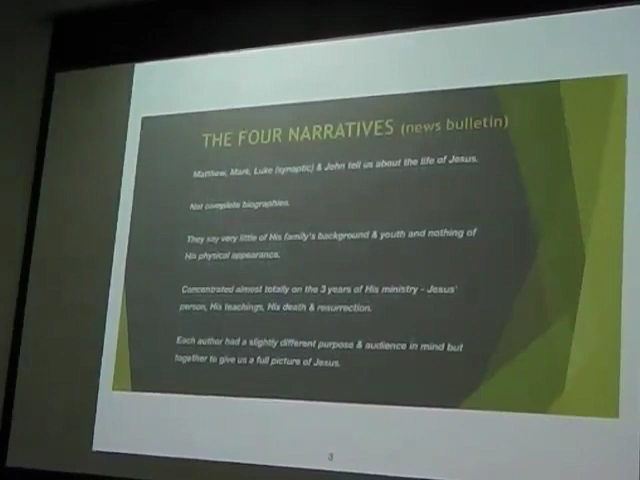 THE FOUR NARRATIVES (news bulletin)
Matthew, Mark, Luke (synoptic) & John tell us about the life of Jesus.
Not complete biographies.
They say very little of His family's background & youth and nothing of
His physical appearance.
Concentrated almost totally on the 3 years of His ministry - Jesus'
person, His teachings, His death & resurrection.
Each author had a slightly different purpose & audience in mind but
together to give us a full picture of Jesus.
3